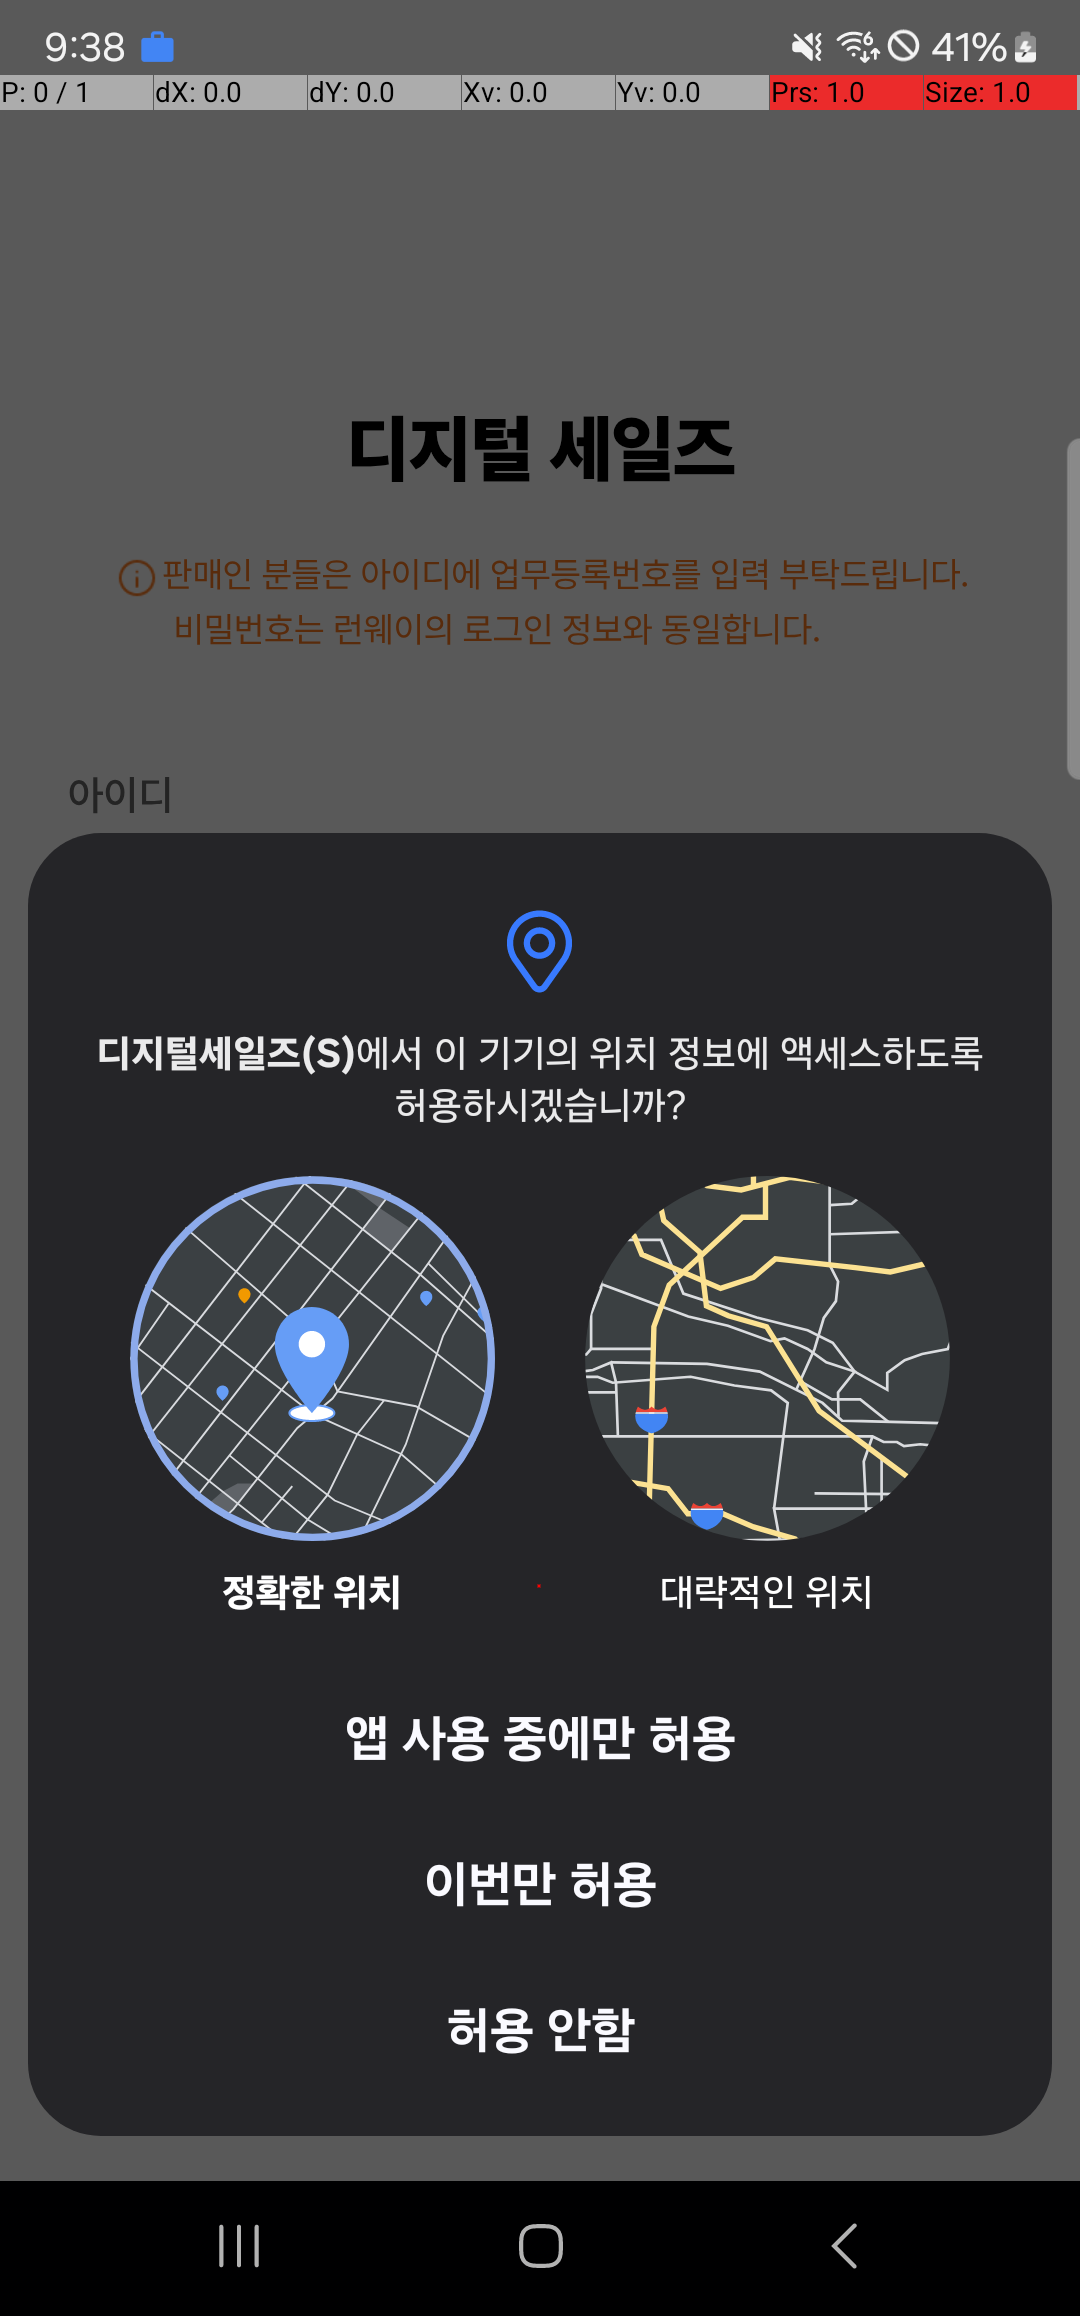 9:38
6 41%
P: 0 / 1 dX: 0.0 dY: 0.0 Xv: 0.0 Yv: 0.0 Prs: 1.0 Size: 1.0
디지털 세일즈
판매인 분들은 아이디에 업무등록번호를 입력 부탁드립니다.
비밀번호는 런웨이의 로그인 정보와 동일합니다.
아이디
디지털세일즈(S)에서 이 기기의 위치 정보에 액세스하도록
허용하시겠습니까?
정확한 위치
대략적인 위치
앱 사용 중에만 허용
이번만 허용
허용 안함